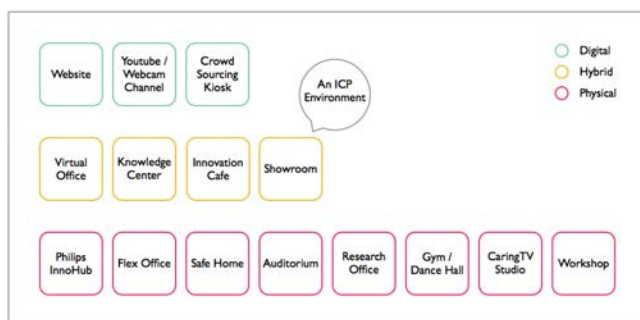 Website
Youtube /
Webcam
Channel
Crowd
Sourcing
Kiosk
An ICP
Environment
Digital
Hybrid
Physical
Virtual
Office
Knowledge
Center
Innovation
Cafe
Showroom
Philips
InnoHub
Flex Office
Safe Home
Auditorium
Research
Office
Gym /
Dance Hall
CaringTV
Studio
Workshop